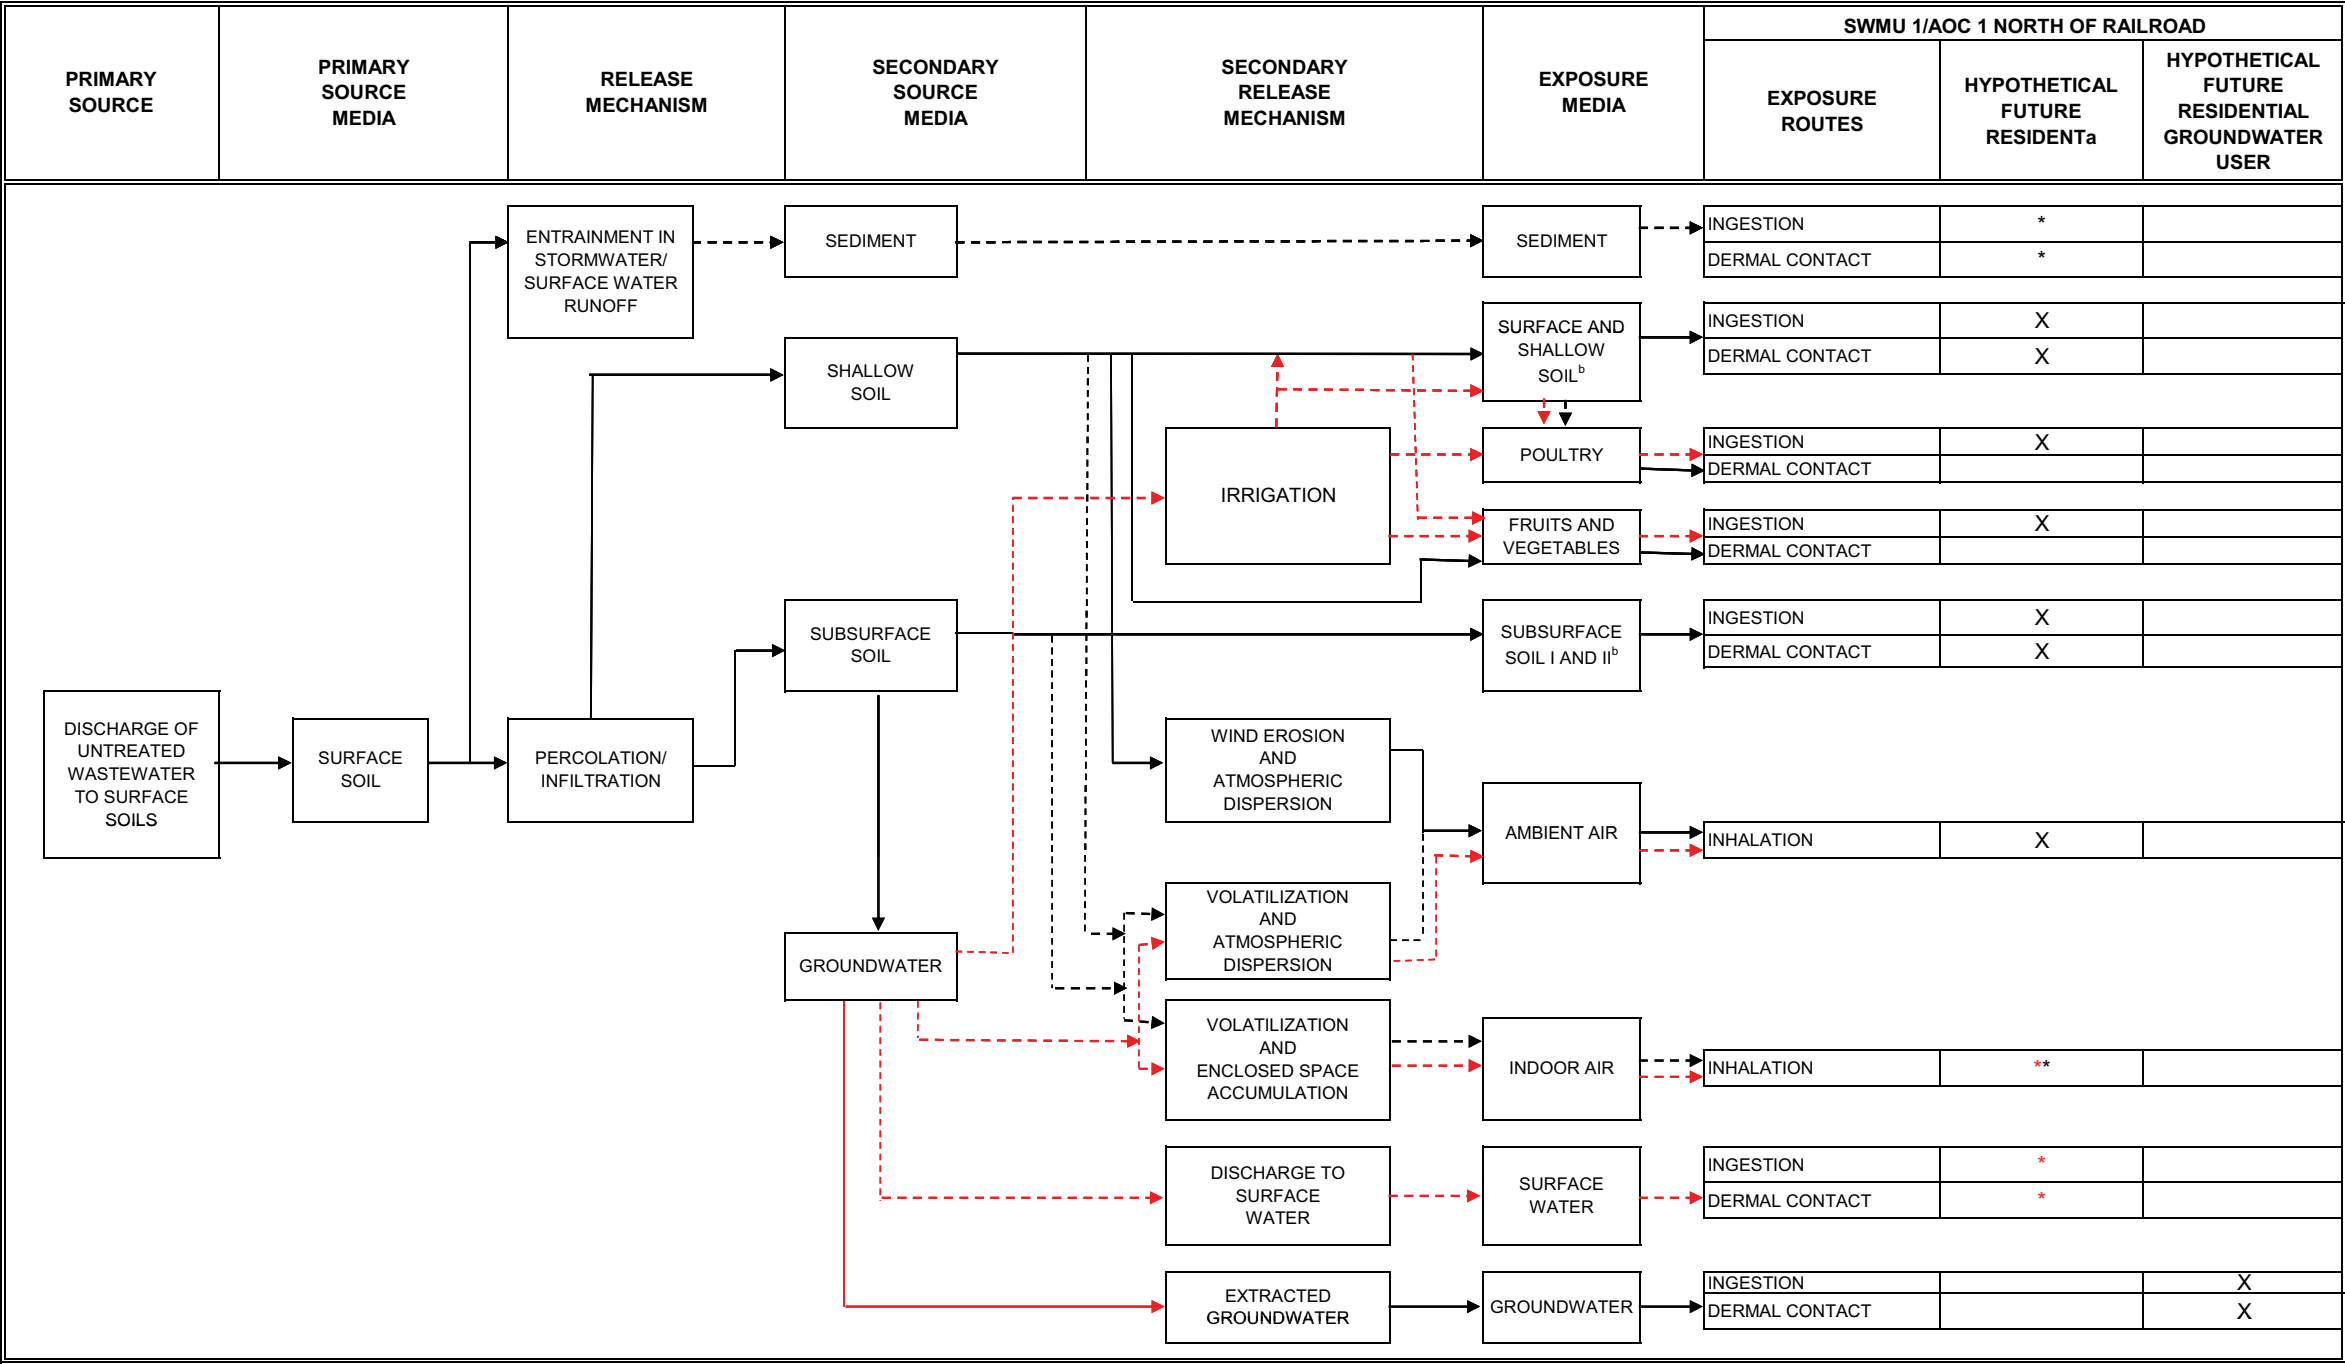 SWMU 1/AOC 1 NORTH OF RAILROAD
PRIMARY
SOURCE
PRIMARY
SOURCE
MEDIA
RELEASE
MECHANISM
SECONDARY
SOURCE
MEDIA
SECONDARY
RELEASE
MECHANISM
EXPOSURE
MEDIA
EXPOSURE
ROUTES
HYPOTHETICAL
FUTURE
RESIDENTa
HYPOTHETICAL
FUTURE
RESIDENTIAL
GROUNDWATER
USER
ENTRAINMENT IN
STORMWATER/
SURFACE WATER
RUNOFF
SEDIMENT
SEDIMENT
INGESTION *
DERMAL CONTACT *
SHALLOW
SOIL
SURFACE AND
SHALLOW
SOILb
INGESTION X
DERMAL CONTACT X
IRRIGATION
POULTRY
INGESTION X
DERMAL CONTACT
FRUITS AND
VEGETABLES
INGESTION X
DERMAL CONTACT
SUBSURFACE
SOIL
SUBSURFACE
SOIL I AND IIb
INGESTION X
DERMAL CONTACT X
DISCHARGE OF
UNTREATED
WASTEWATER
TO SURFACE
SOILS
SURFACE
SOIL
PERCOLATION/
INFILTRATION
WIND EROSION
AND
ATMOSPHERIC
DISPERSION
AMBIENT AIR
INHALATION X
VOLATILIZATION
AND
ATMOSPHERIC
DISPERSION
GROUNDWATER
VOLATILIZATION
AND
ENCLOSED SPACE
ACCUMULATION
INDOOR AIR
INHALATION **
DISCHARGE TO
SURFACE
WATER
SURFACE
WATER
INGESTION *
DERMAL CONTACT *
EXTRACTED
GROUNDWATER
GROUNDWATER
INGESTION X
DERMAL CONTACT X